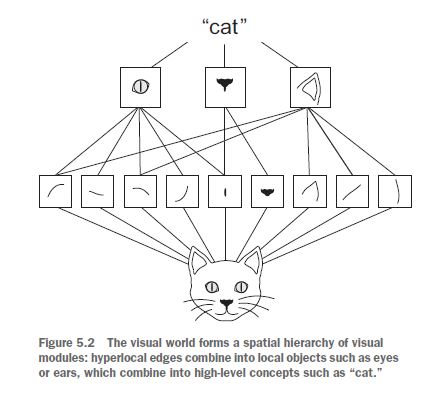 “cat”
Figure 5.2 The visual world forms a spatial hierarchy of visual
modules: hyperlocal edges combine into local objects such as eyes
or ears, which combine into high-level concepts such as “cat.”